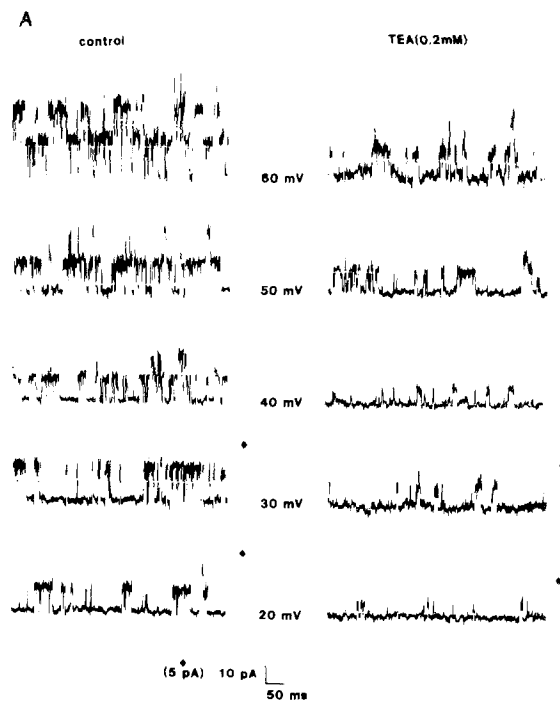 A
control TEA(0.2mM)
60 mV
50 mV
40 mV
30 mV
20 mV
(5 pA) 10 pA
50 ms